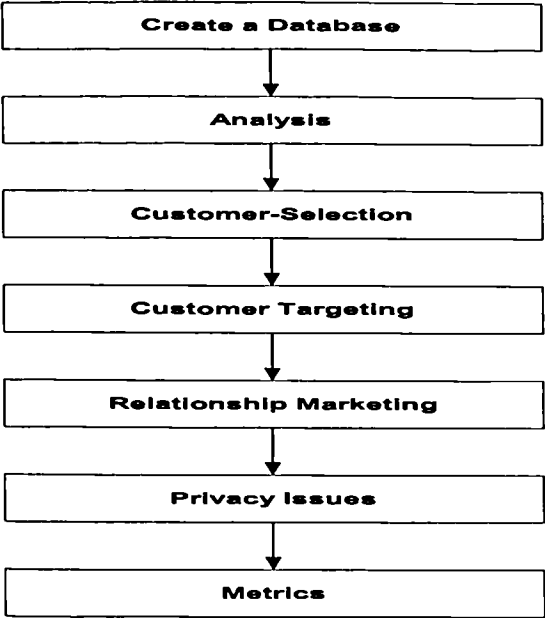 Create a Database
Analysis
Customer-Selection
Customer Targeting
Relationship Marketing
Privacy Issues
Metrics